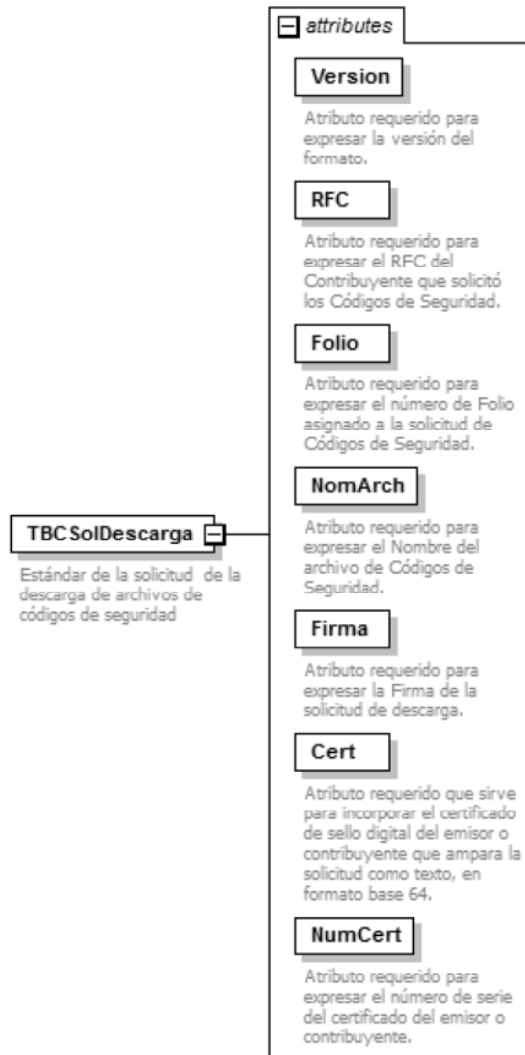 attributes
Version
Atributo requerido para
expresar la versión del
formato.
RFC
Atributo requerido para
expresar el RFC del
Contribuyente que solicitó
los Códigos de Seguridad.
Folio
Atributo requerido para
expresar el número de Folio
asignado a la solicitud de
Códigos de Seguridad.
NomArch
Atributo requerido para
expresar el Nombre del
archivo de Códigos de
Seguridad.
TBCSolDescarga
Estándar de la solicitud de la
descarga de archivos de
códigos de seguridad
Firma
Atributo requerido para
expresar la Firma de la
solicitud de descarga.
Cert
Atributo requerido que sirve
para incorporar el certificado
de sello digital del emisor o
contribuyente que ampara la
solicitud como texto, en
formato base 64.
NumCert
Atributo requerido para
expresar el número de serie
del certificado del emisor o
contribuyente.